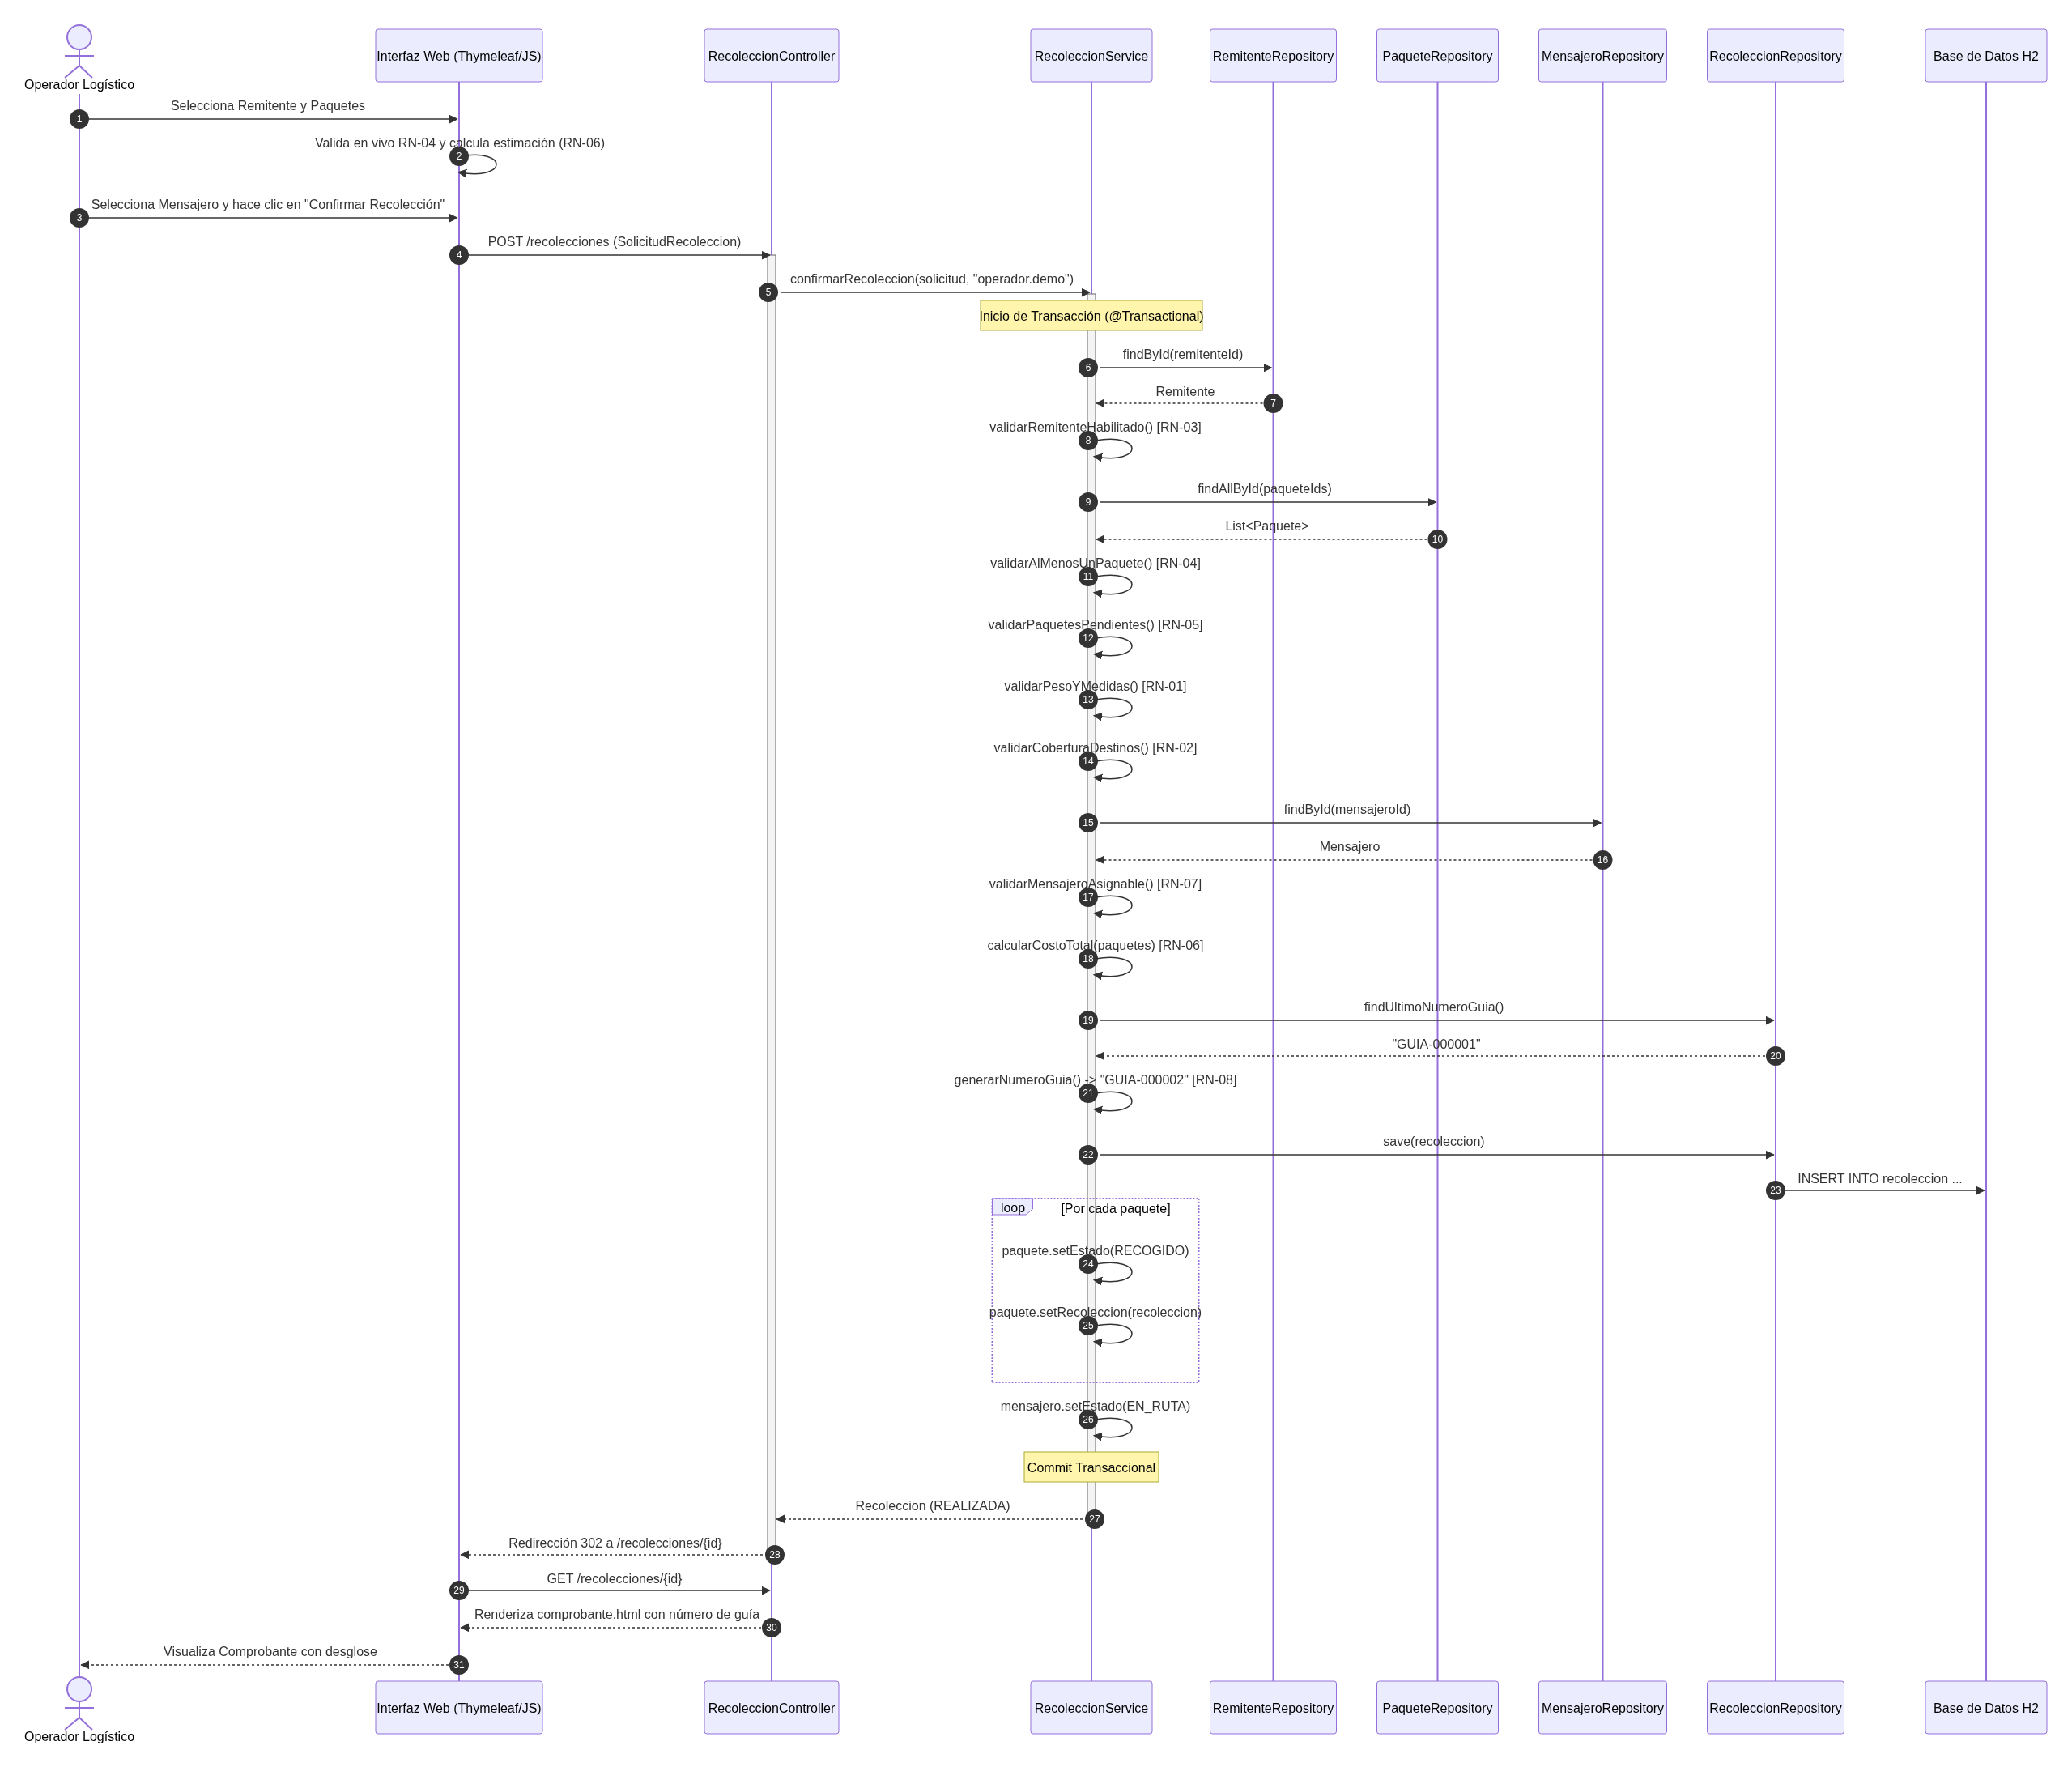 Operador Logístico
Interfaz Web (Thymeleaf/JS)
RecoleccionController
RecoleccionService
RemitenteRepository
PaqueteRepository
MensajeroRepository
RecoleccionRepository
Base de Datos H2
Selecciona Remitente y Paquetes
1
Valida en vivo RN-04 y calcula estimación (RN-06)
2
Selecciona Mensajero y hace clic en "Confirmar Recolección"
3
POST /recolecciones (SolicitudRecoleccion)
4
confirmarRecoleccion(solicitud, "operador.demo")
5
Inicio de Transacción (@Transactional)
findById(remitenteId)
6
Remitente
7
validarRemitenteHabilitado() [RN-03]
8
findAllById(paqueteIds)
9
List<Paquete>
10
validarAlMenosUnPaquete() [RN-04]
11
validarPaquetesPendientes() [RN-05]
12
validarPesoYMedidas() [RN-01]
13
validarCoberturaDestinos() [RN-02]
14
findById(mensajeroId)
15
Mensajero
16
validarMensajeroAsignable() [RN-07]
17
calcularCostoTotal(paquetes) [RN-06]
18
findUltimoNumeroGuia()
19
"GUIA-000001"
20
generarNumeroGuia() -> "GUIA-000002" [RN-08]
21
save(recoleccion)
22
INSERT INTO recoleccion ...
23
loop
[Por cada paquete]
paquete.setEstado(RECOGIDO)
24
paquete.setRecoleccion(recoleccion)
25
mensajero.setEstado(EN_RUTA)
26
Commit Transaccional
Recoleccion (REALIZADA)
27
Redirección 302 a /recolecciones/{id}
28
GET /recolecciones/{id}
29
Renderiza comprobante.html con número de guía
30
Visualiza Comprobante con desglose
31
Operador Logístico
Interfaz Web (Thymeleaf/JS)
RecoleccionController
RecoleccionService
RemitenteRepository
PaqueteRepository
MensajeroRepository
RecoleccionRepository
Base de Datos H2